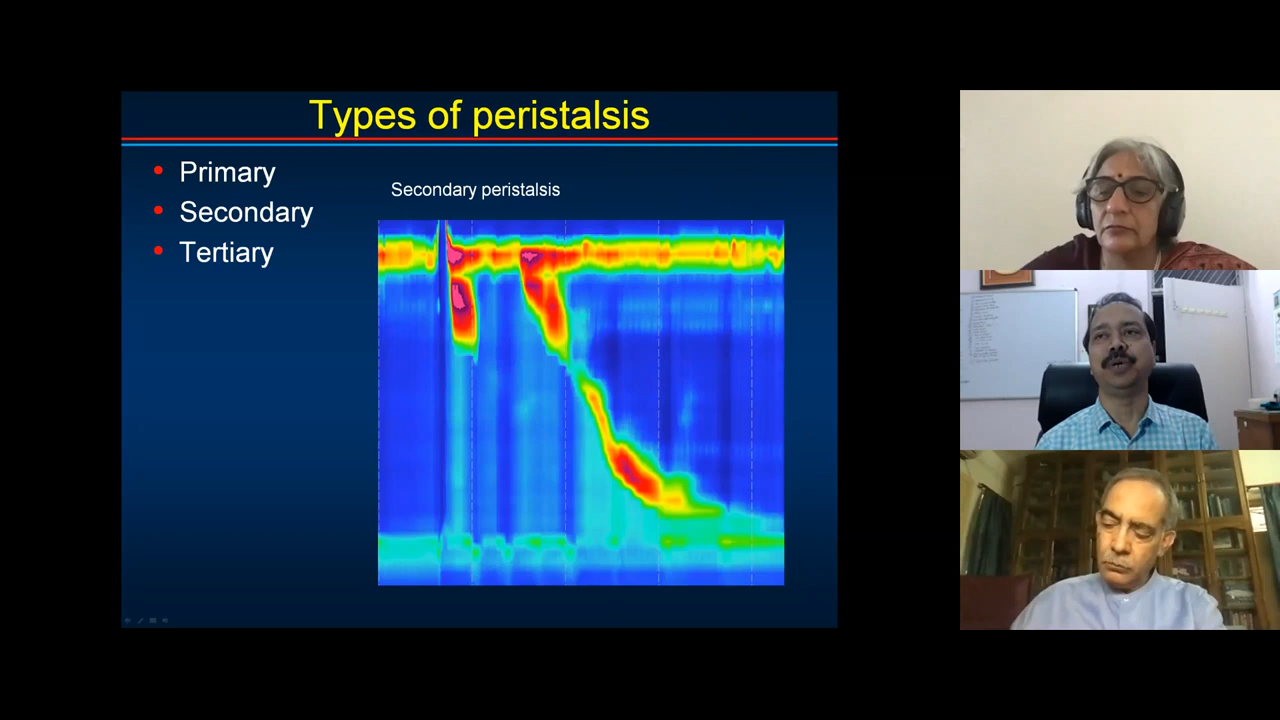 Types of peristalsis
Primary
Secondary
Tertiary
Secondary peristalsis